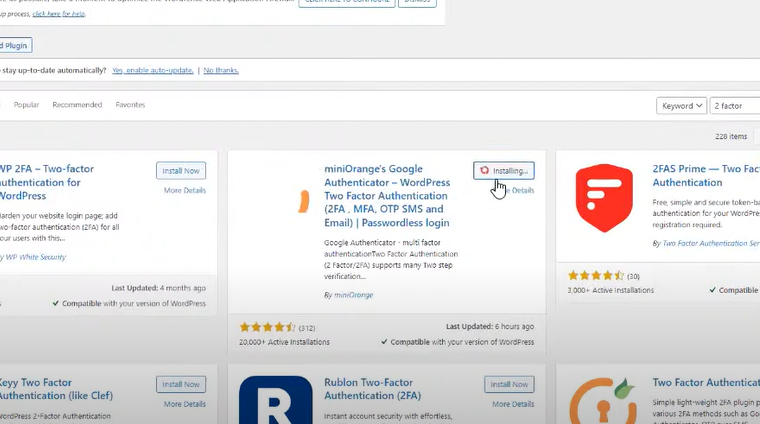 CLICK HERE TO CONFIGURE DISMISS
up process, click here for help.
d Plugin
stay up-to-date automatically? Yes, enable auto-update. | No thanks.
Popular Recommended Favorites Keyword 2 factor
228 items
WP 2FA – Two-factor
authentication for
WordPress
Install Now
More Details
Harden your website login page; add
two-factor authentication (2FA) for all
your users with this...
By WP White Security
Last Updated: 4 months ago
✓ Compatible with your version of WordPress
miniOrange's Google
Authenticator – WordPress
Two Factor Authentication
(2FA , MFA, OTP SMS and
Email) | Passwordless login
Installing...
Details
Google Authenticator - multi factor
authenticationTwo Factor Authentication
(2 Factor/2FA) supports many Two step
verification...
By miniOrange
(312)
Last Updated: 6 hours ago
20,000+ Active Installations
✓ Compatible with your version of WordPress
2FAS Prime — Two Fac
Authentication
Free, simple and secure token-ba
authentication for your WordPre
registration required.
By Two Factor Authentication Ser
(30)
3,000+ Active Installations
✓ Compatible
Keyy Two Factor
Authentication (like Clef)
Install Now
More Details
WordPress 2-Factor Authentication
R
Rublon Two-Factor
Authentication (2FA)
Install Now
More Details
Instant account security with effortless,
Two Factor Authentica
Simple light-weight 2FA plugin p
various 2FA methods such as Go